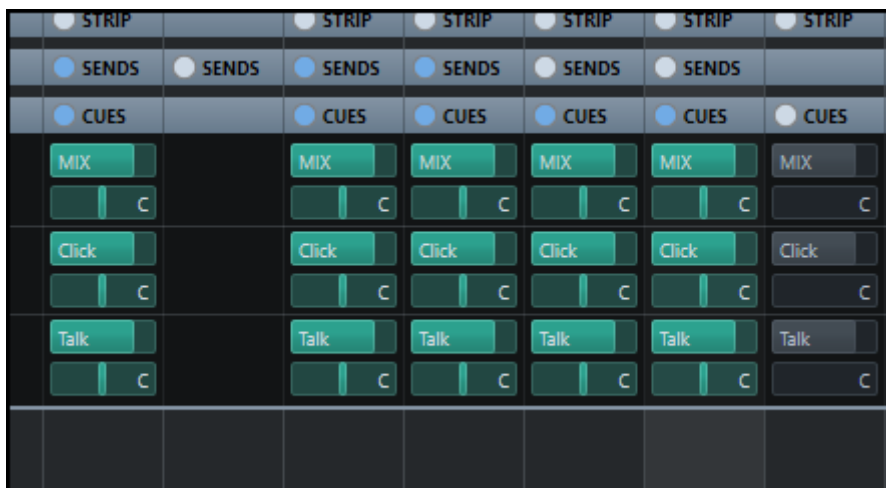 STRIP STRIP STRIP STRIP STRIP STRIP
SENDS SENDS SENDS SENDS SENDS SENDS
CUES CUES CUES CUES CUES CUES
MIX MIX MIX MIX MIX MIX
C C C C C C
Click Click Click Click Click Click
C C C C C C
Talk Talk Talk Talk Talk Talk
C C C C C C